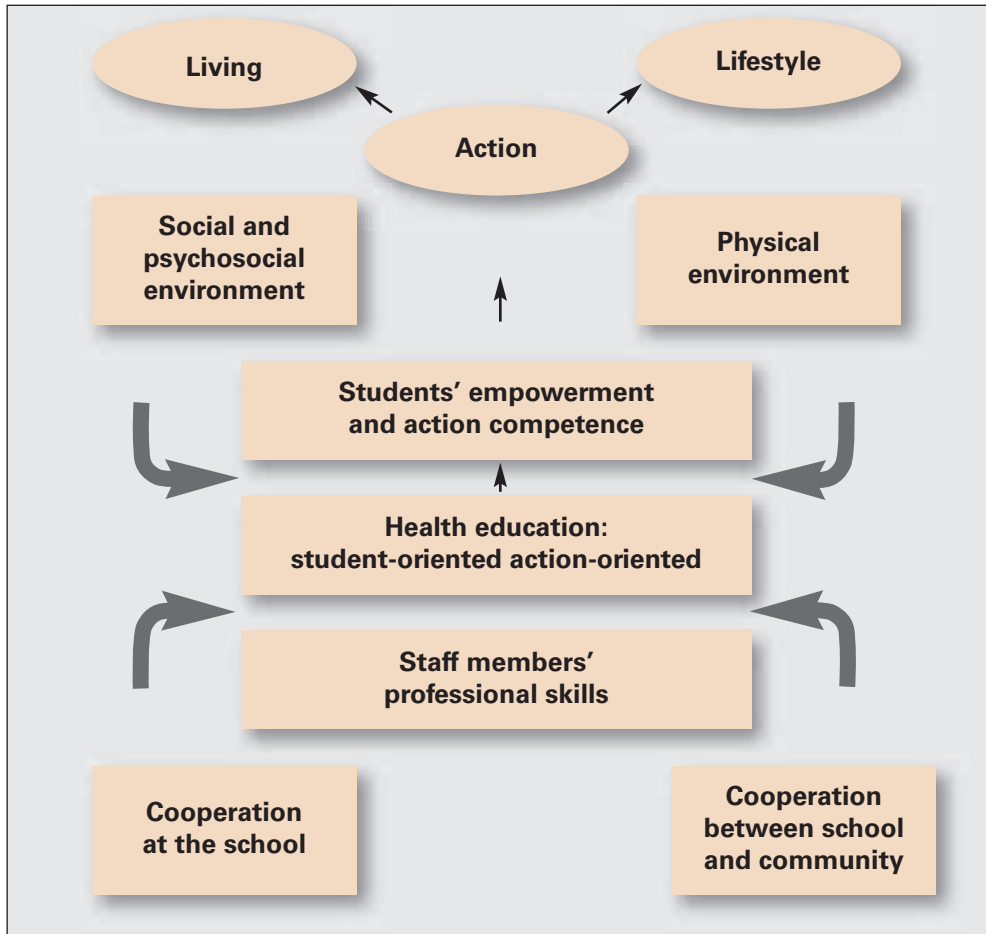 Living
Lifestyle
Action
Social and
psychosocial
environment
Physical
environment
Students’ empowerment
and action competence
Health education:
student-oriented action-oriented
Staff members’
professional skills
Cooperation
at the school
Cooperation
between school
and community